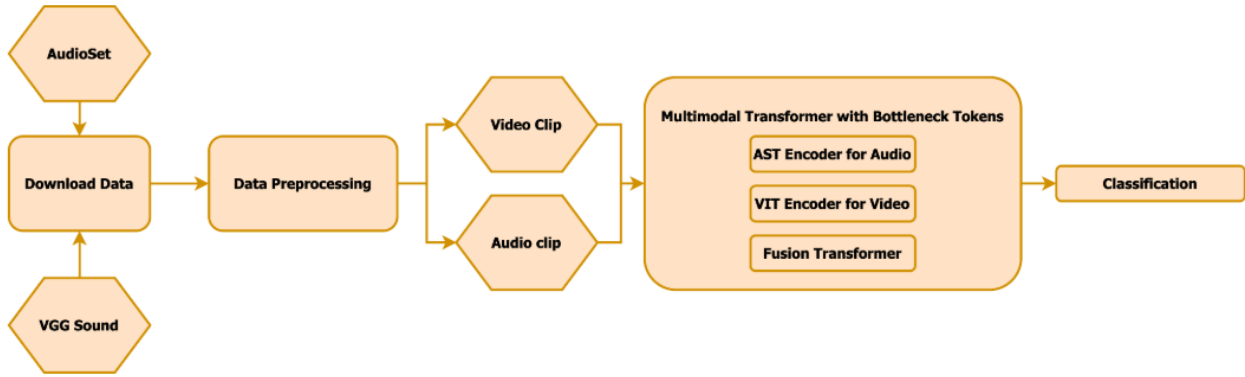 AudioSet
Download Data
VGG Sound
Data Preprocessing
Video Clip
Audio clip
Multimodal Transformer with Bottleneck Tokens
AST Encoder for Audio
VIT Encoder for Video
Fusion Transformer
Classification